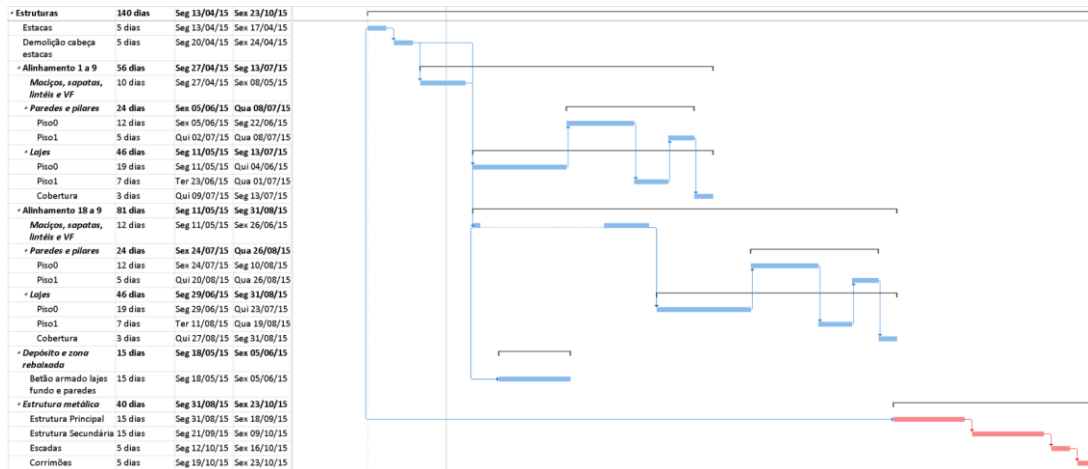 Estruturas 140 dias Seg 13/04/15 Sex 23/10/15
Estacas 5 dias Seg 13/04/15 Sex 17/04/15
Demolição cabeça 5 dias Seg 20/04/15 Sex 24/04/15
estacas
Alinhamento 1 a 9 56 dias Seg 27/04/15 Seg 13/07/15
Maciços, sapatas, 10 dias Seg 27/04/15 Sex 08/05/15
lintéis e VF
Paredes e pilares 24 dias Sex 05/06/15 Qua 08/07/15
Piso0 12 dias Sex 05/06/15 Seg 22/06/15
Piso1 5 dias Qui 02/07/15 Qua 08/07/15
Lajes 46 dias Seg 11/05/15 Seg 13/07/15
Piso0 19 dias Seg 11/05/15 Qui 04/06/15
Piso1 7 dias Ter 23/06/15 Qua 01/07/15
Cobertura 3 dias Qui 09/07/15 Seg 13/07/15
Alinhamento 18 a 9 81 dias Seg 11/05/15 Seg 31/08/15
Maciços, sapatas, 12 dias Seg 11/05/15 Sex 26/06/15
lintéis e VF
Paredes e pilares 24 dias Sex 24/07/15 Qua 26/08/15
Piso0 12 dias Sex 24/07/15 Seg 10/08/15
Piso1 5 dias Qui 20/08/15 Qua 26/08/15
Lajes 46 dias Seg 29/06/15 Seg 31/08/15
Piso0 19 dias Seg 29/06/15 Qui 23/07/15
Piso1 7 dias Ter 11/08/15 Qua 19/08/15
Cobertura 3 dias Qui 27/08/15 Seg 31/08/15
Depósito e zona 15 dias Seg 18/05/15 Sex 05/06/15
rebaixada
Betão armado lajes 15 dias Seg 18/05/15 Sex 05/06/15
fundo e paredes
Estrutura metálica 40 dias Seg 31/08/15 Sex 23/10/15
Estrutura Principal 15 dias Seg 31/08/15 Sex 18/09/15
Estrutura Secundária 15 dias Seg 21/09/15 Sex 09/10/15
Escadas 5 dias Seg 12/10/15 Sex 16/10/15
Corrimões 5 dias Seg 19/10/15 Sex 23/10/15